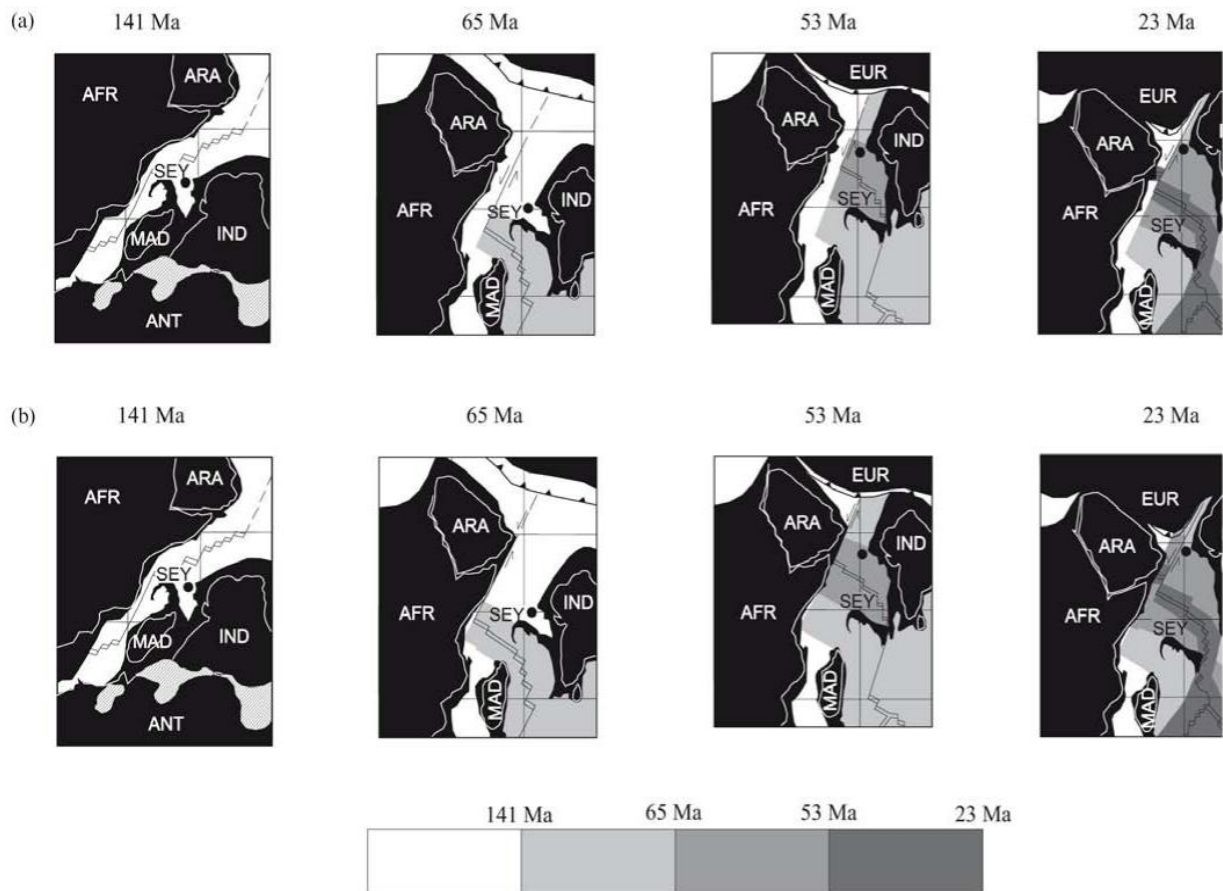 (a) 141 Ma 65 Ma 53 Ma 23 Ma
AFR ARA SEY MAD IND ANT
ARA AFR SEY IND MAD
EUR ARA IND AFR SEY MAD
EUR ARA AFR SEY MAD
(b) 141 Ma 65 Ma 53 Ma 23 Ma
AFR ARA SEY MAD IND ANT
ARA AFR SEY IND MAD
EUR ARA IND AFR SEY MAD
EUR ARA AFR SEY MAD
141 Ma 65 Ma 53 Ma 23 Ma